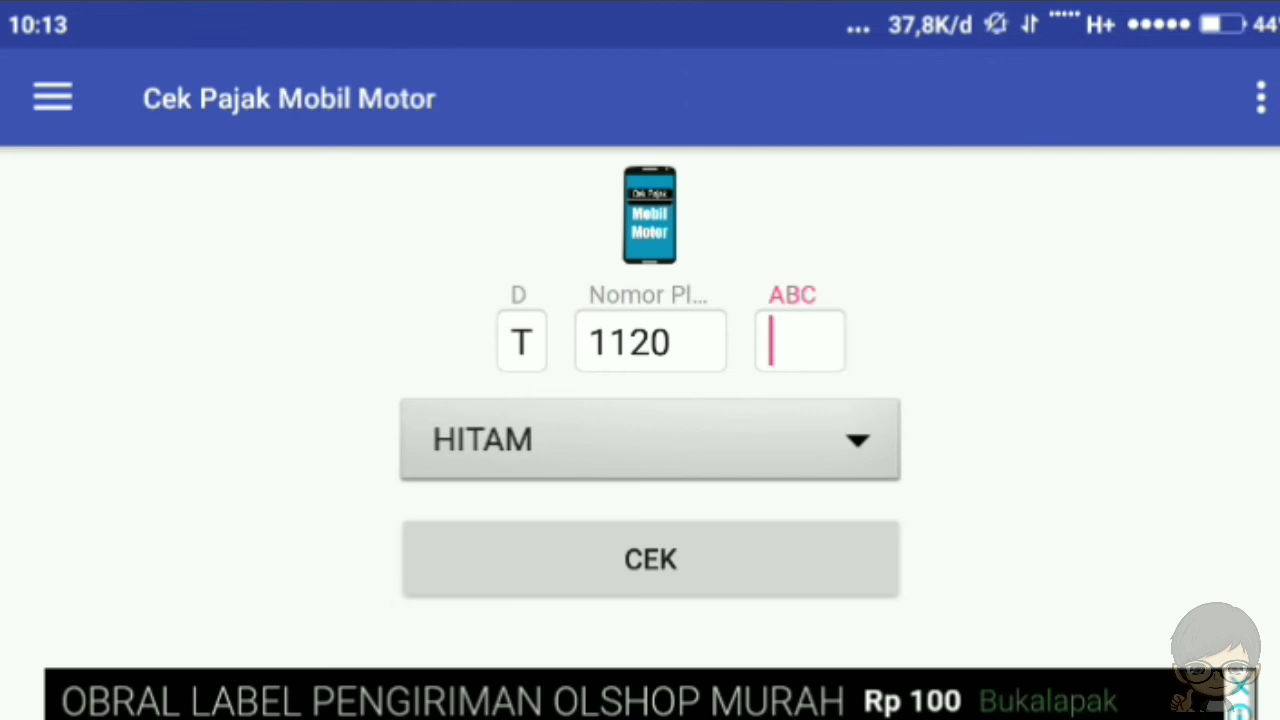 10:13
... 37,8K/d H+ 44%
Cek Pajak Mobil Motor
Cek Pajak
Mobil
Motor
D Nomor Pl... ABC
T 1120
HITAM
CEK
OBRAL LABEL PENGIRIMAN OLSHOP MURAH Rp 100 Bukalapak